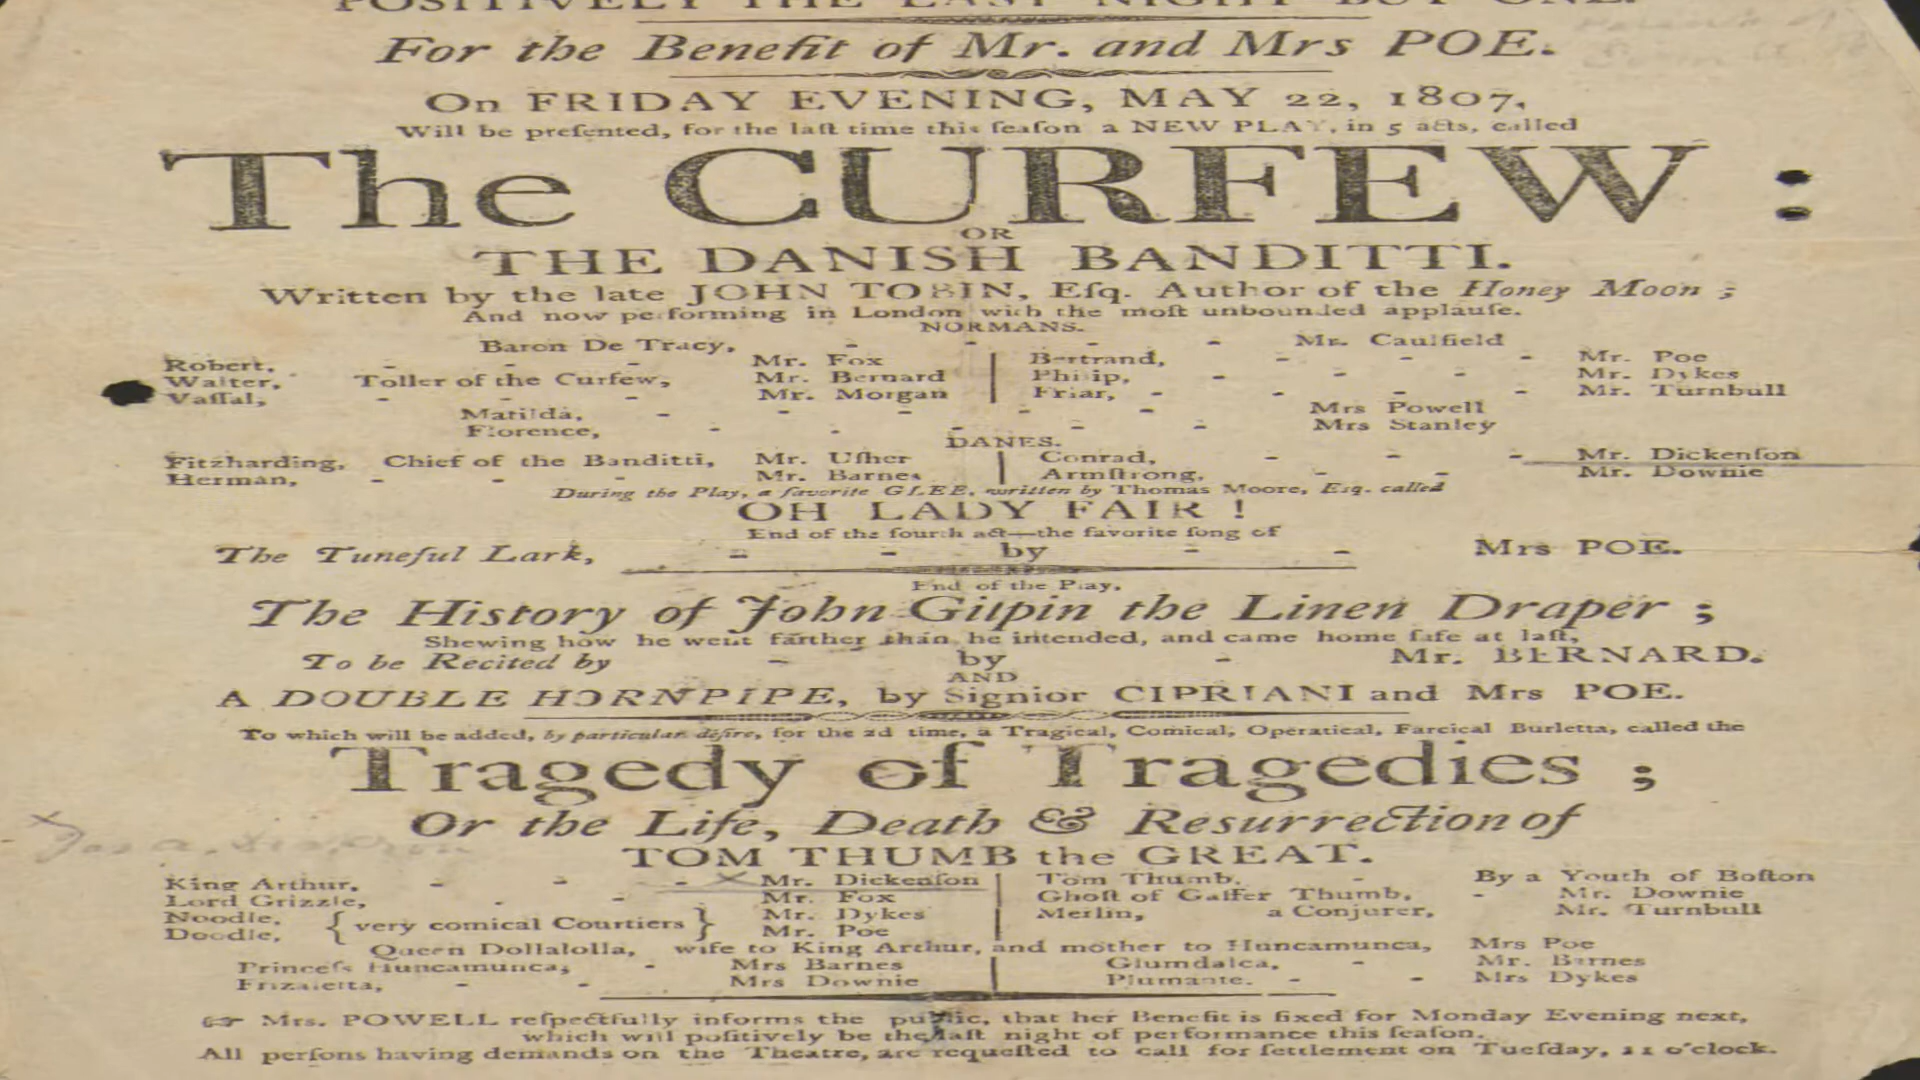 POSITIVELY THE LAST NIGHT BUT ONE.
For the Benefit of Mr. and Mrs POE.
On FRIDAY EVENING, MAY 22, 1807,
Will be preſented, for the laſt time this ſeaſon a NEW PLAY, in 5 acts, called
The CURFEW :
OR
THE DANISH BANDITTI.
Written by the late JOHN TOBIN, Eſq. Author of the Honey Moon ;
And now performing in London with the moſt unbounded applauſe.
NORMANS.
Baron De Tracy, - - - Mr. Caulfield
Robert, - - - Mr. Fox | Bertrand, - - - Mr. Poe
Walter, Toller of the Curfew, Mr. Bernard | Philip, - - - Mr. Dykes
Vaſſal, - - - Mr. Morgan | Friar, - - - Mr. Turnbull
Matilda, - - - - - Mrs Powell
Florence, - - - - - Mrs Stanley
DANES.
Fitzharding, Chief of the Banditti, Mr. Uſher | Conrad, - - - Mr. Dickenſon
Herman, - - - Mr. Barnes | Armſtrong, - - Mr. Downie
During the Play, a favorite GLEE, written by Thomas Moore, Esq. called
OH LADY FAIR !
End of the fourth act—the favorite ſong of
The Tuneful Lark, - - by - - Mrs POE.
End of the Play,
The History of John Gilpin the Linen Draper ;
Shewing how he went farther than he intended, and came home ſafe at laſt,
To be Recited by - by - Mr. BERNARD.
AND
A DOUBLE HORNPIPE, by Signior CIPRIANI and Mrs POE.
To which will be added, by particular deſire, for the 2d time, a Tragical, Comical, Operatical, Farcical Burletta, called the
Tragedy of Tragedies ;
Or the Life, Death & Resurrection of
TOM THUMB the GREAT.
King Arthur, - - - Mr. Dickenſon | Tom Thumb, - By a Youth of Boſton
Lord Grizzle, - - Mr. Fox | Ghoſt of Gaffer Thumb, - Mr. Downie
Noodle, { very comical Courtiers } Mr. Dykes | Merlin, a Conjurer, Mr. Turnbull
Doodle, Mr. Poe
Queen Dollalolla, wife to King Arthur, and mother to Huncamunca, Mrs Poe
Princeſs Huncamunca, - Mrs Barnes | Glumdalca, - Mr. Barnes
Frizaletta, - - Mrs Downie | Plumante. - - Mrs Dykes
☞ Mrs. POWELL reſpectfully informs the public, that her Benefit is fixed for Monday Evening next,
which will poſitively be the laſt night of performance this ſeaſon.
All perſons having demands on the Theatre, are requeſted to call for ſettlement on Tueſday, 11 o'clock.